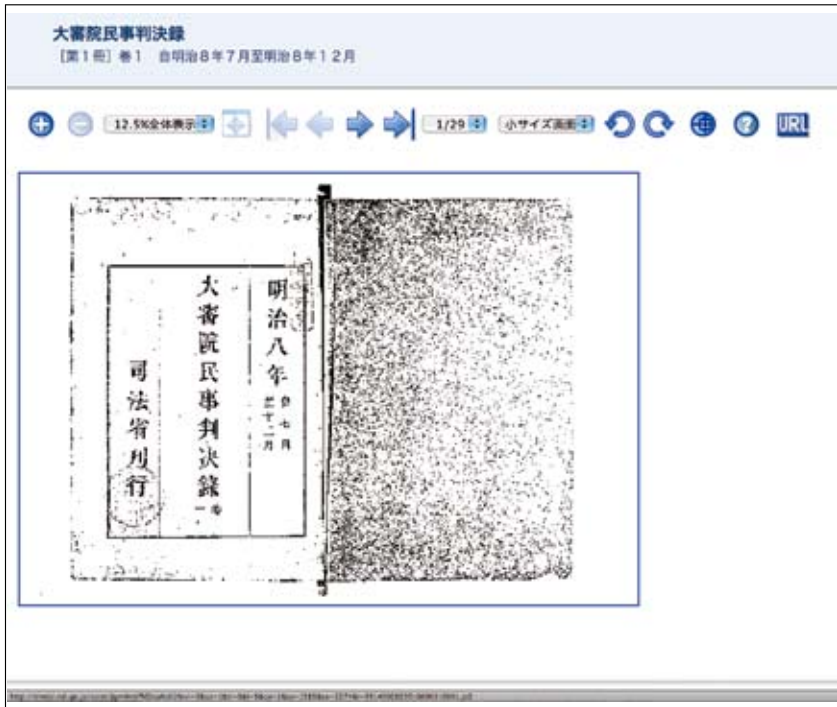 大審院民事判決録
［第1冊］巻1　自明治8年7月至明治8年12月
12.5%全体表示
1/29
小サイズ画面
URL
明治八年
自七月
至十二月
大審院民事判決録
巻一
司法省刊行